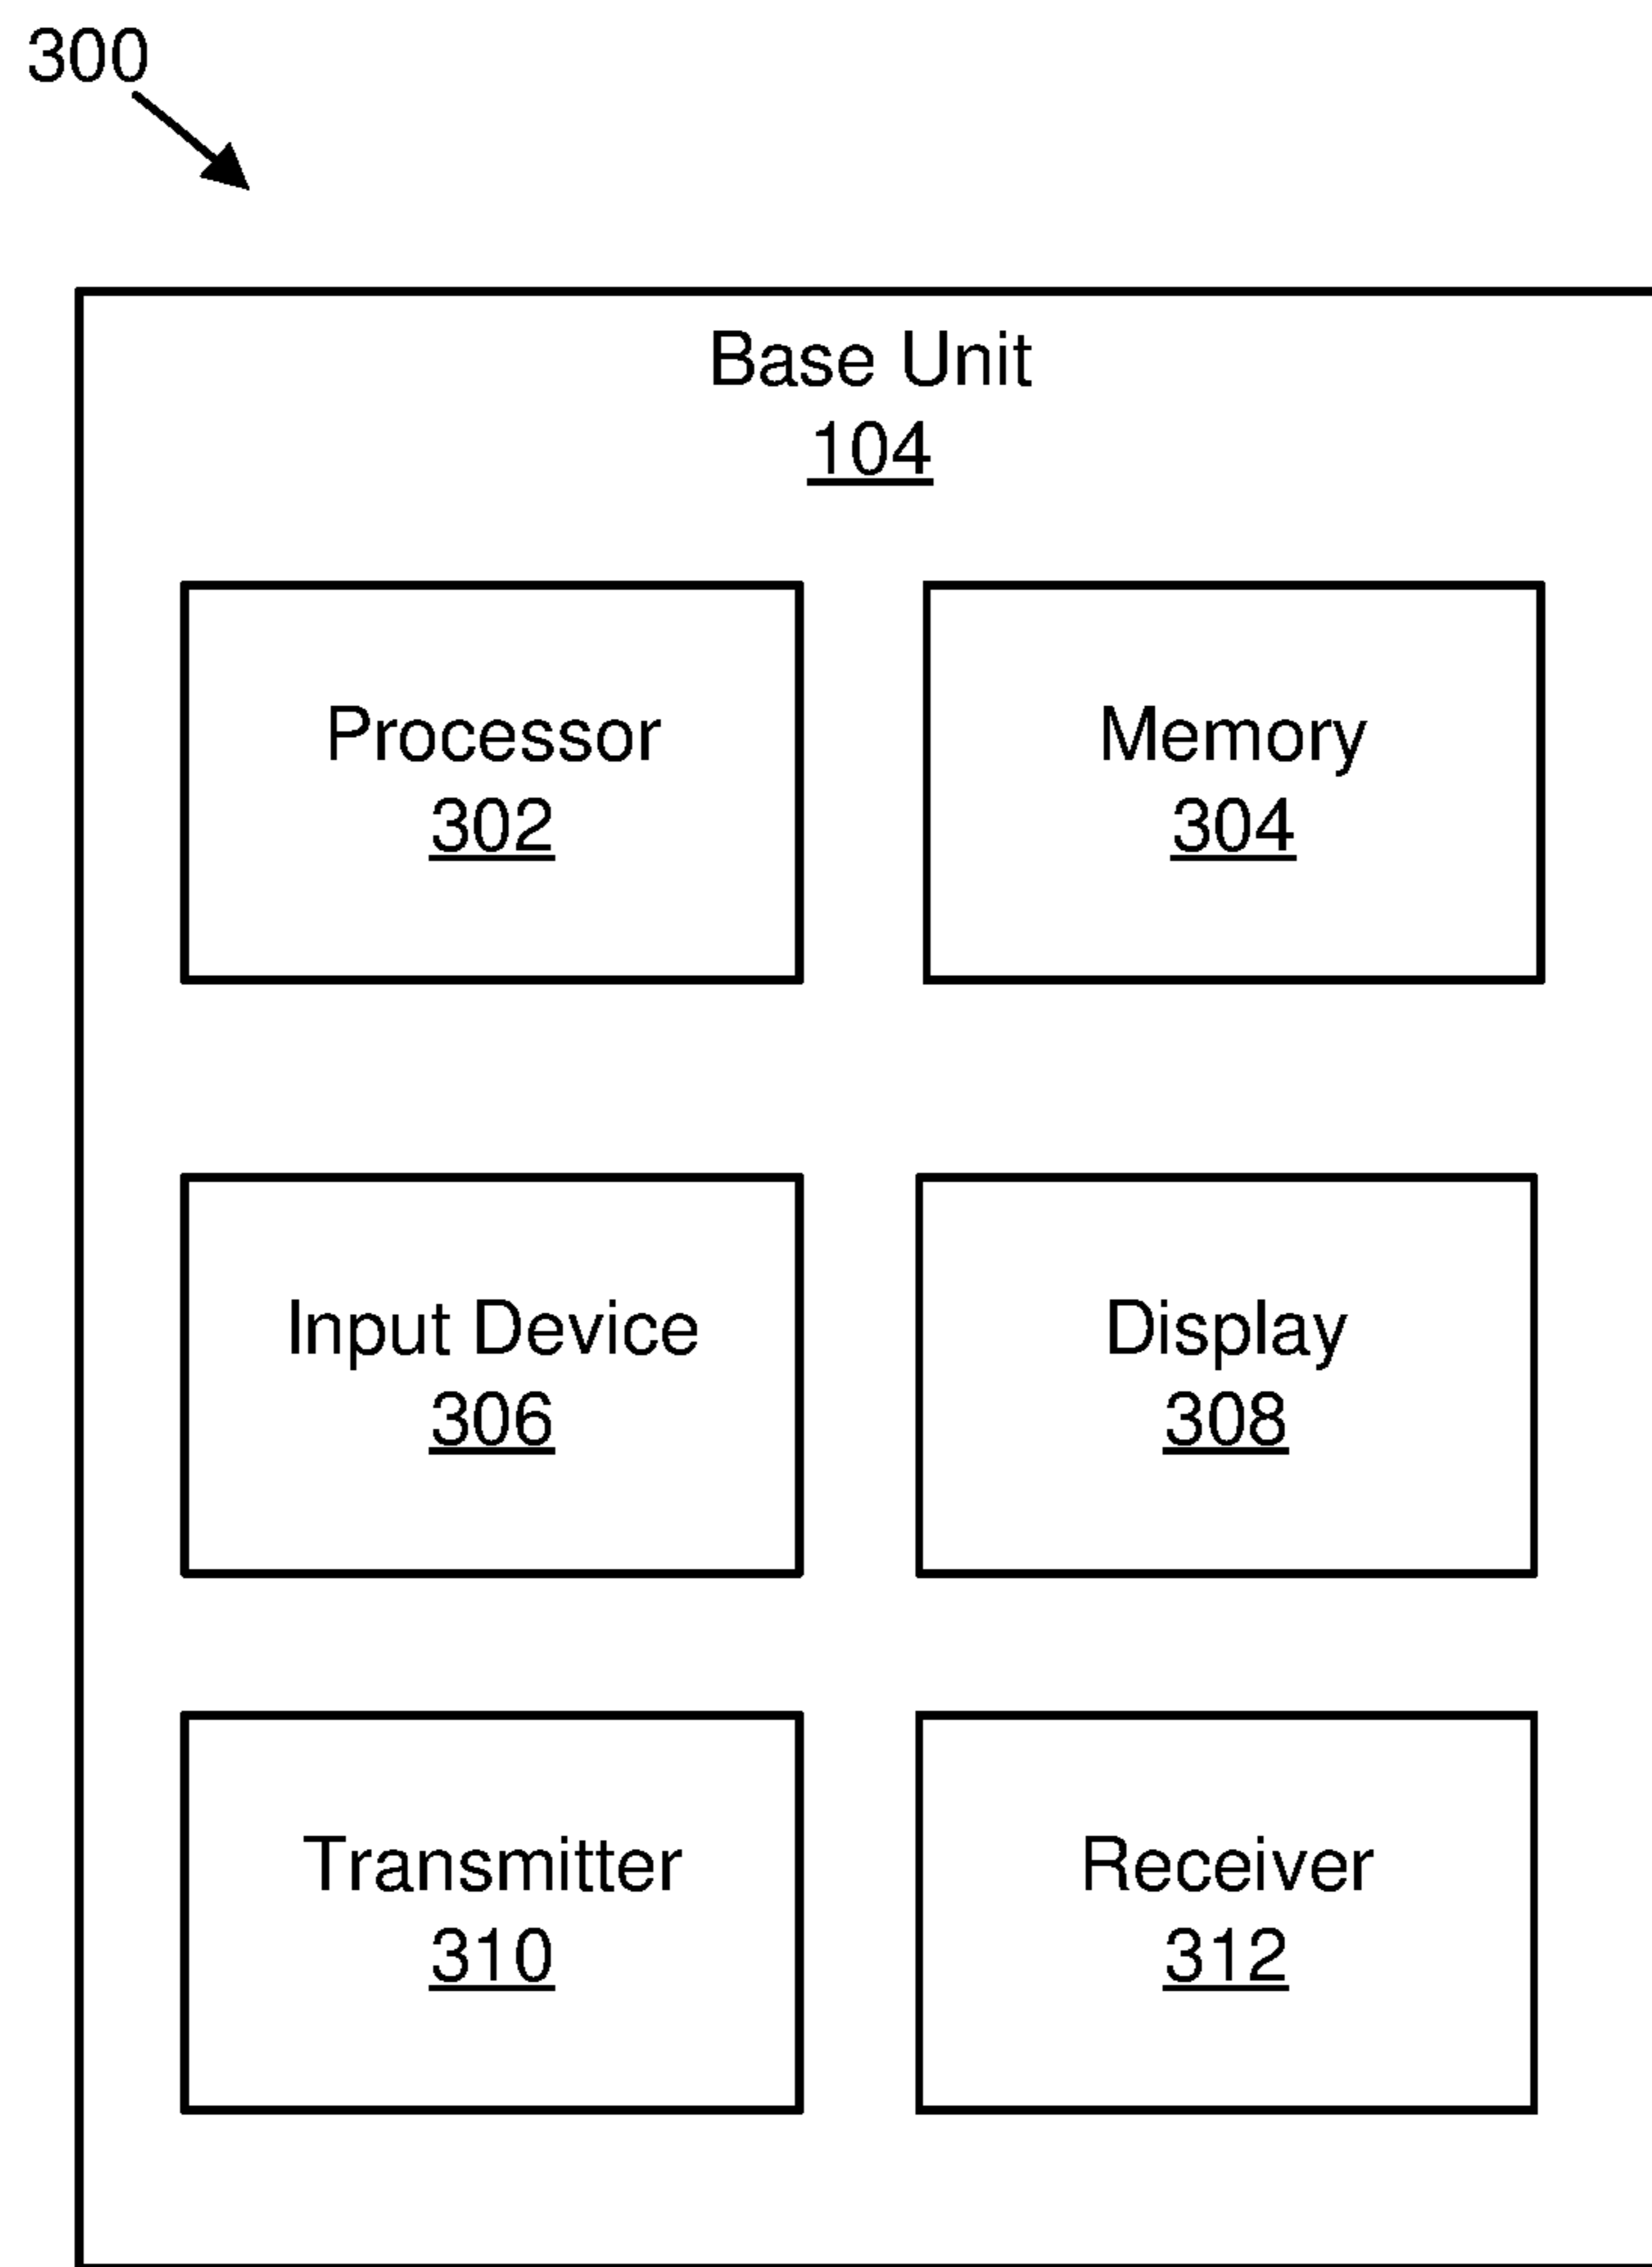 300
Base Unit
104
Processor
302
Memory
304
Input Device
306
Display
308
Transmitter
310
Receiver
312